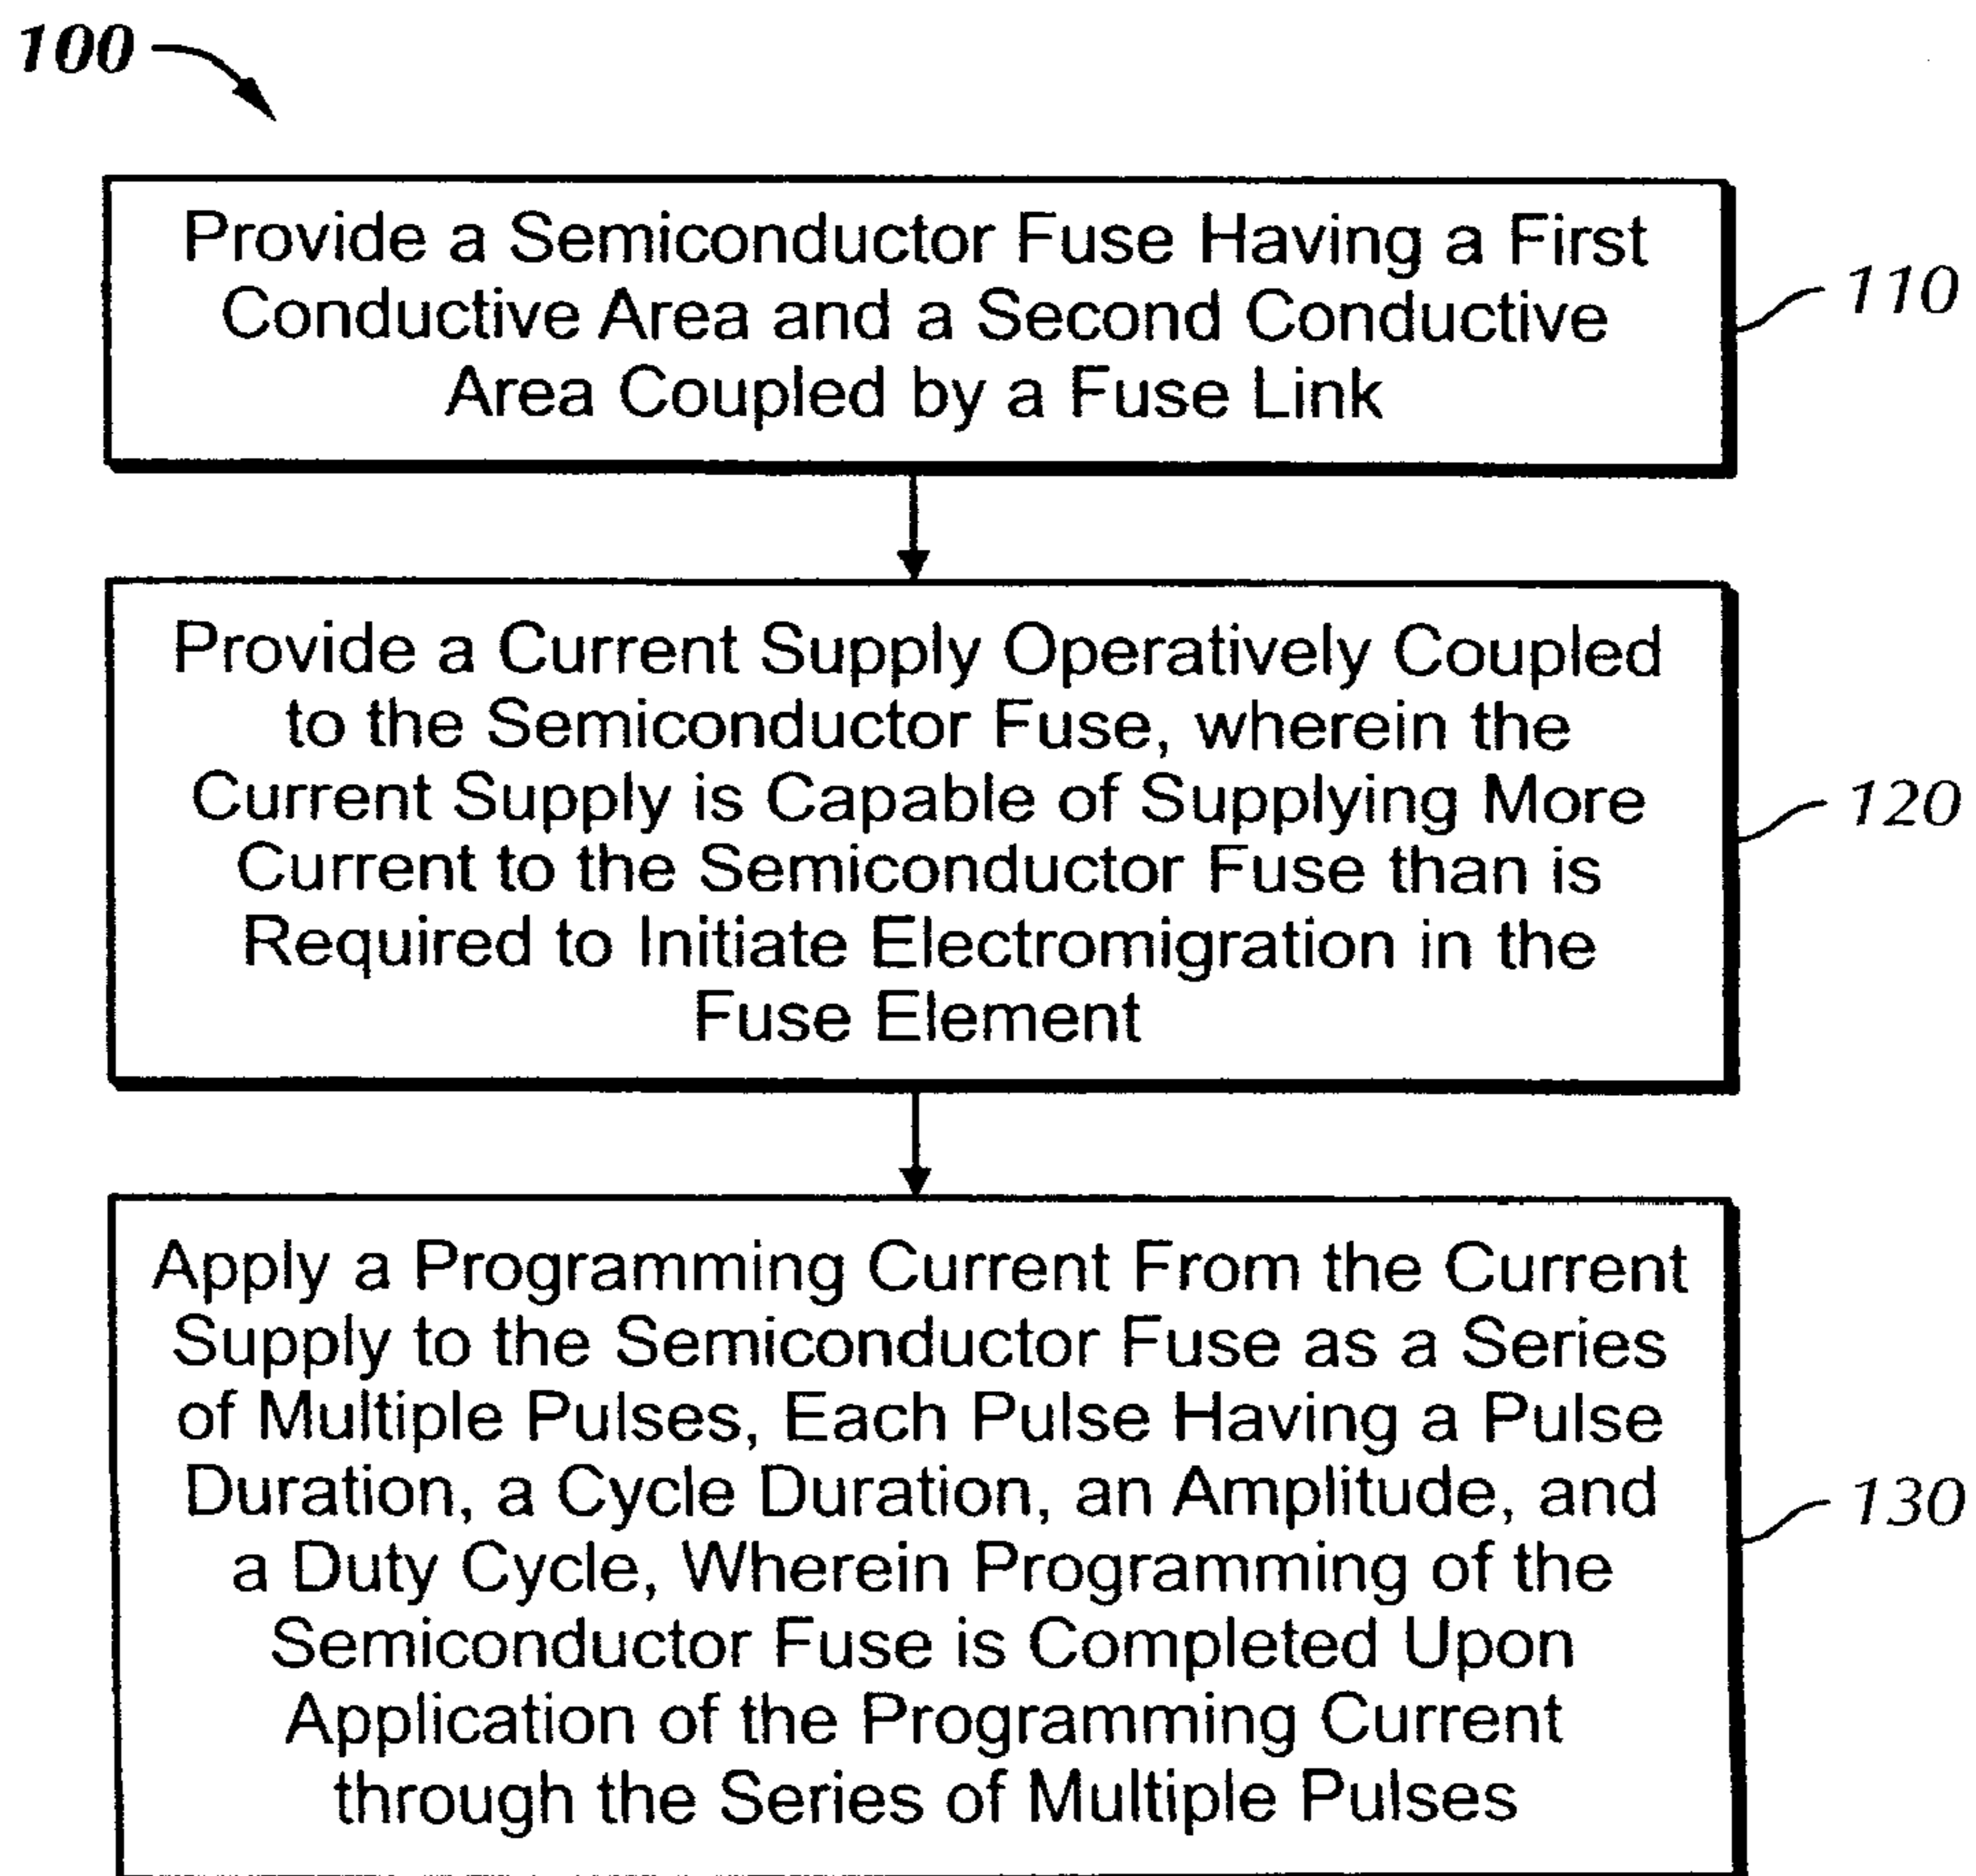 100
Provide a Semiconductor Fuse Having a First
Conductive Area and a Second Conductive
Area Coupled by a Fuse Link
110
Provide a Current Supply Operatively Coupled
to the Semiconductor Fuse, wherein the
Current Supply is Capable of Supplying More
Current to the Semiconductor Fuse than is
Required to Initiate Electromigration in the
Fuse Element
120
Apply a Programming Current From the Current
Supply to the Semiconductor Fuse as a Series
of Multiple Pulses, Each Pulse Having a Pulse
Duration, a Cycle Duration, an Amplitude, and
a Duty Cycle, Wherein Programming of the
Semiconductor Fuse is Completed Upon
Application of the Programming Current
through the Series of Multiple Pulses
130